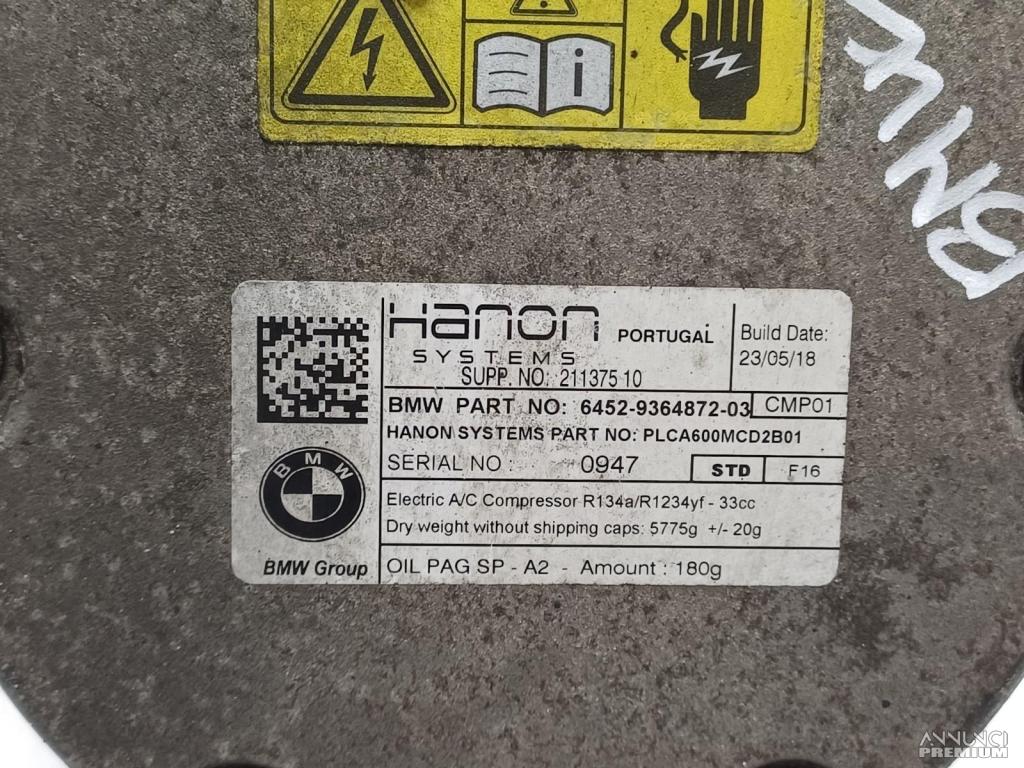 i
BMW
Hanon
SYSTEMS
PORTUGAL
Build Date:
23/05/18
SUPP. NO: 21137510
BMW PART NO: 6452-9364872-03
CMP01
HANON SYSTEMS PART NO: PLCA600MCD2B01
SERIAL NO : 0947
STD
F16
BMW
Electric A/C Compressor R134a/R1234yf - 33cc
Dry weight without shipping caps: 5775g +/- 20g
BMW Group
OIL PAG SP - A2 - Amount : 180g
ANNUNCI
PREMIUM